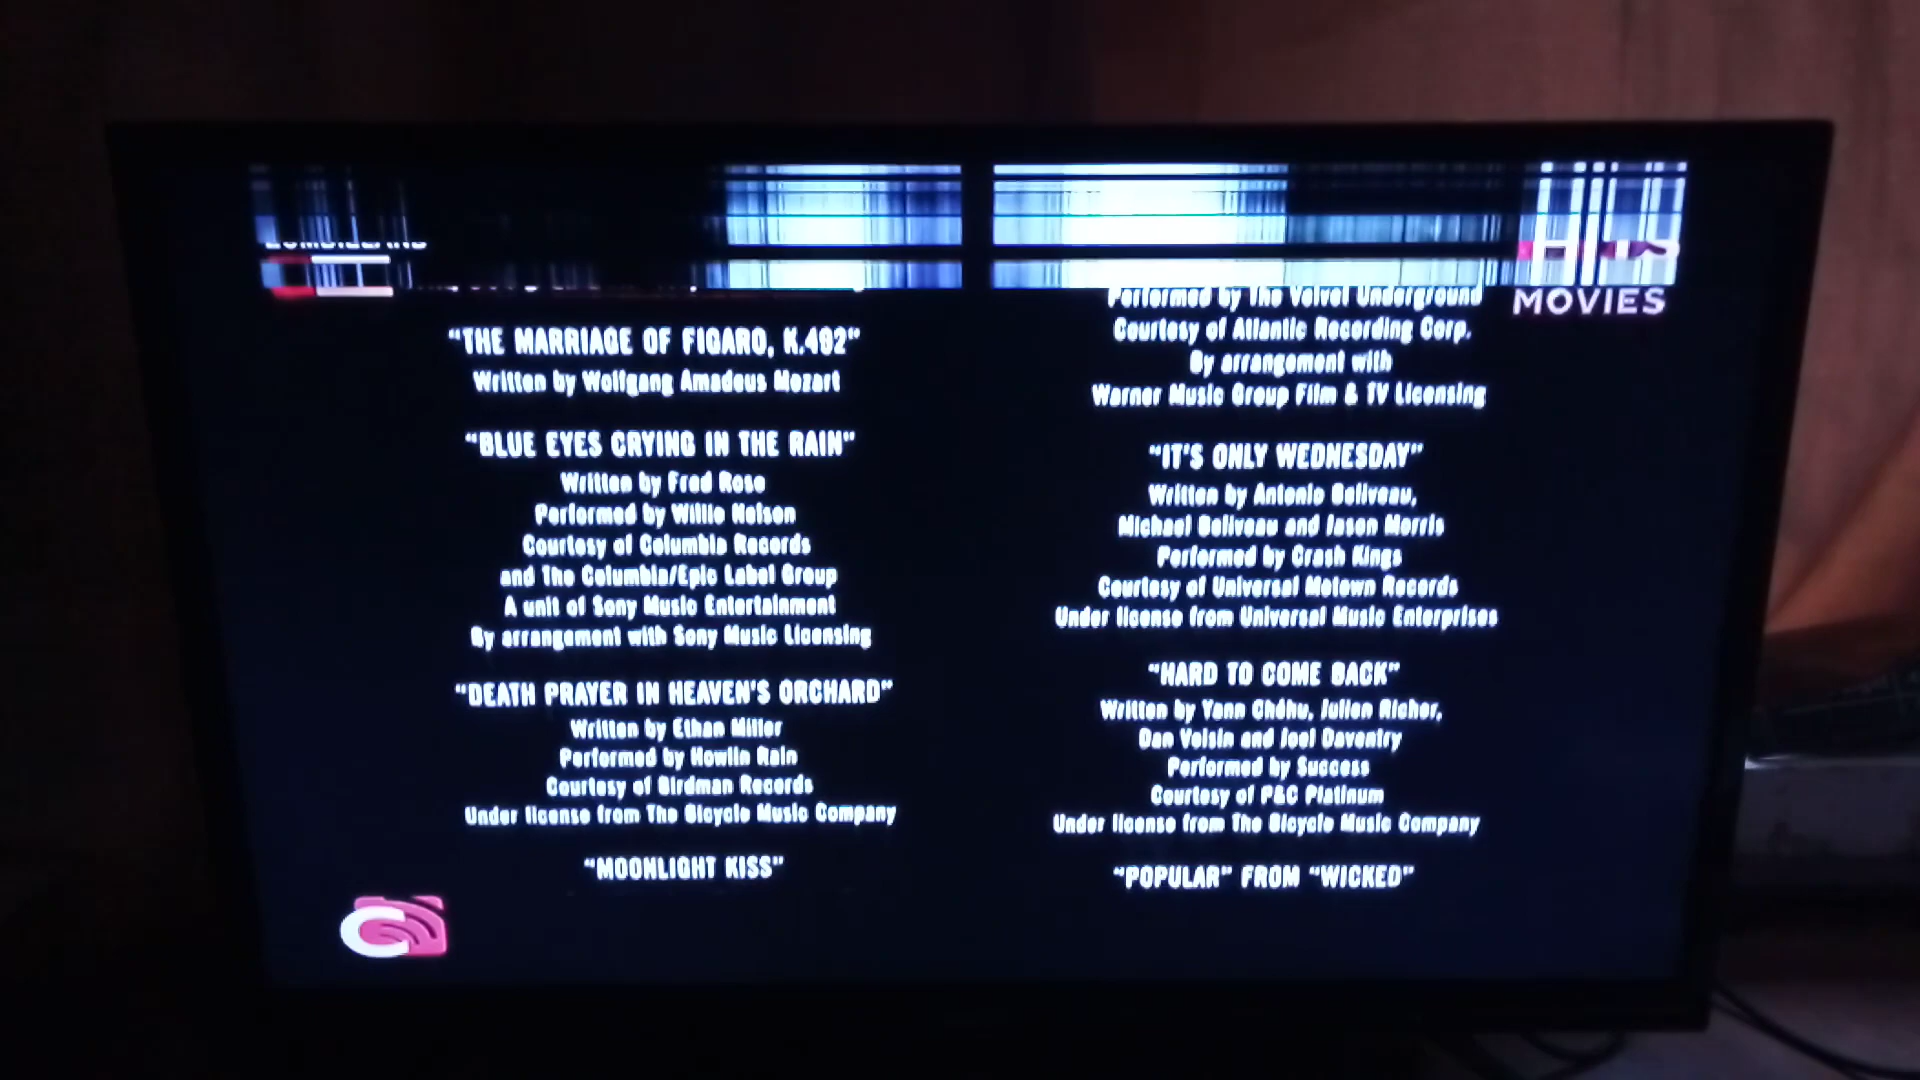 MOVIES
"THE MARRIAGE OF FIGARO, K.492"
Written by Wolfgang Amadeus Mozart
"BLUE EYES CRYING IN THE RAIN"
Written by Fred Rose
Performed by Willie Nelson
Courtesy of Columbia Records
and The Columbia/Epic Label Group
A unit of Sony Music Entertainment
By arrangement with Sony Music Licensing
"DEATH PRAYER IN HEAVEN'S ORCHARD"
Written by Ethan Miller
Performed by Howlin Rain
Courtesy of Birdman Records
Under license from The Bicycle Music Company
"MOONLIGHT KISS"
Performed by The Velvet Underground
Courtesy of Atlantic Recording Corp.
By arrangement with
Warner Music Group Film & TV Licensing
"IT'S ONLY WEDNESDAY"
Written by Antonio Beliveau,
Michael Beliveau and Jason Morris
Performed by Crash Kings
Courtesy of Universal Motown Records
Under license from Universal Music Enterprises
"HARD TO COME BACK"
Written by Yann Chéhu, Julien Richer,
Dan Voisin and Joel Daventry
Performed by Success
Courtesy of P&C Platinum
Under license from The Bicycle Music Company
"POPULAR" FROM "WICKED"